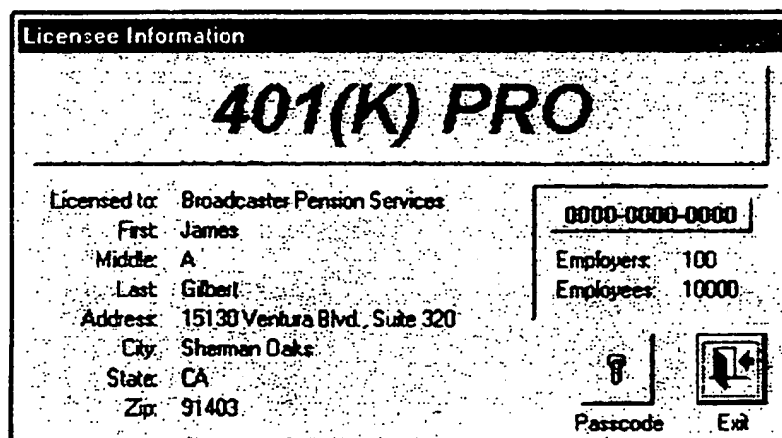 Licensee Information
401(K) PRO
Licensed to: Broadcaster Pension Services
First: James
Middle: A
Last: Gilbert
Address: 15130 Ventura Blvd., Suite 320
City: Sherman Oaks
State: CA
Zip: 91403
0000-0000-0000
Employers: 100
Employees: 10000
Passcode
Exit